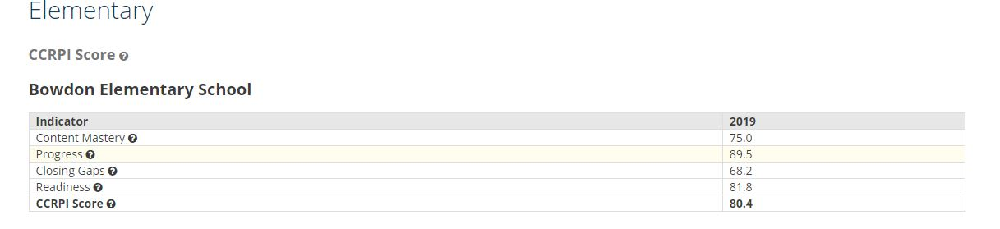 Elementary
CCRPI Score
Bowdon Elementary School
Indicator 2019
Content Mastery 75.0
Progress 89.5
Closing Gaps 68.2
Readiness 81.8
CCRPI Score 80.4